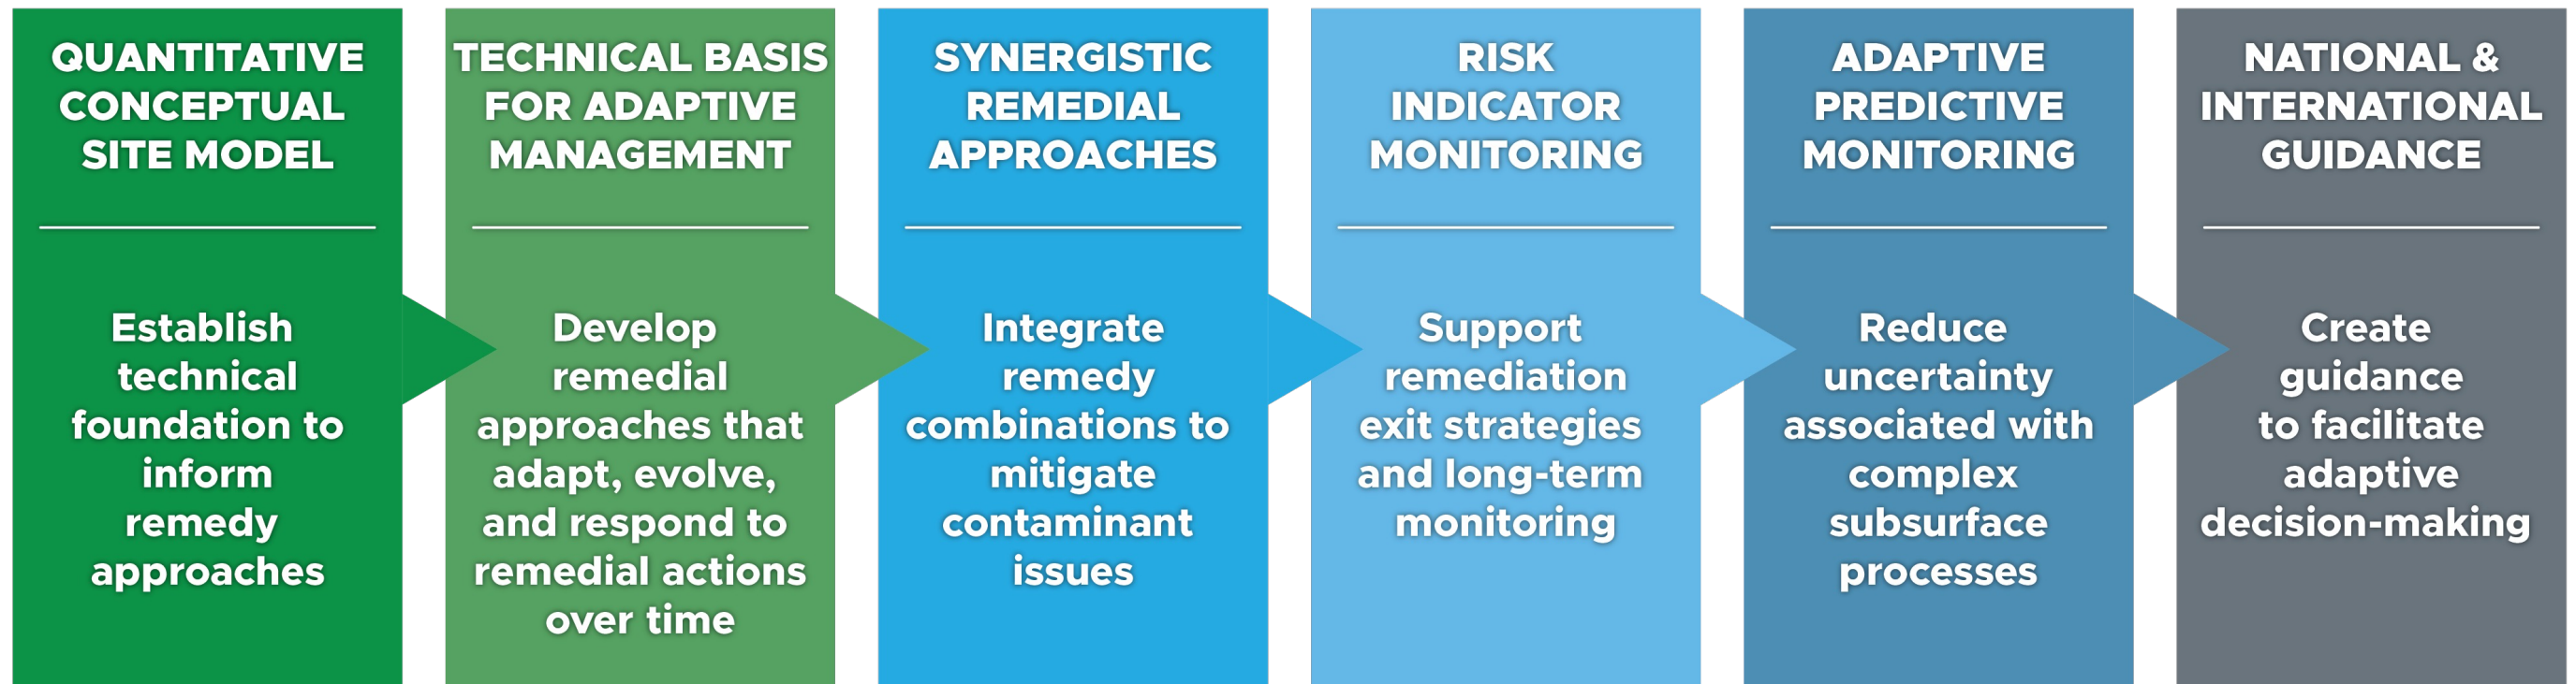 QUANTITATIVE
CONCEPTUAL
SITE MODEL
Establish
technical
foundation to
inform
remedy
approaches
TECHNICAL BASIS
FOR ADAPTIVE
MANAGEMENT
Develop
remedial
approaches that
adapt, evolve,
and respond to
remedial actions
over time
SYNERGISTIC
REMEDIAL
APPROACHES
Integrate
remedy
combinations to
mitigate
contaminant
issues
RISK
INDICATOR
MONITORING
Support
remediation
exit strategies
and long-term
monitoring
ADAPTIVE
PREDICTIVE
MONITORING
Reduce
uncertainty
associated with
complex
subsurface
processes
NATIONAL &
INTERNATIONAL
GUIDANCE
Create
guidance
to facilitate
adaptive
decision-making